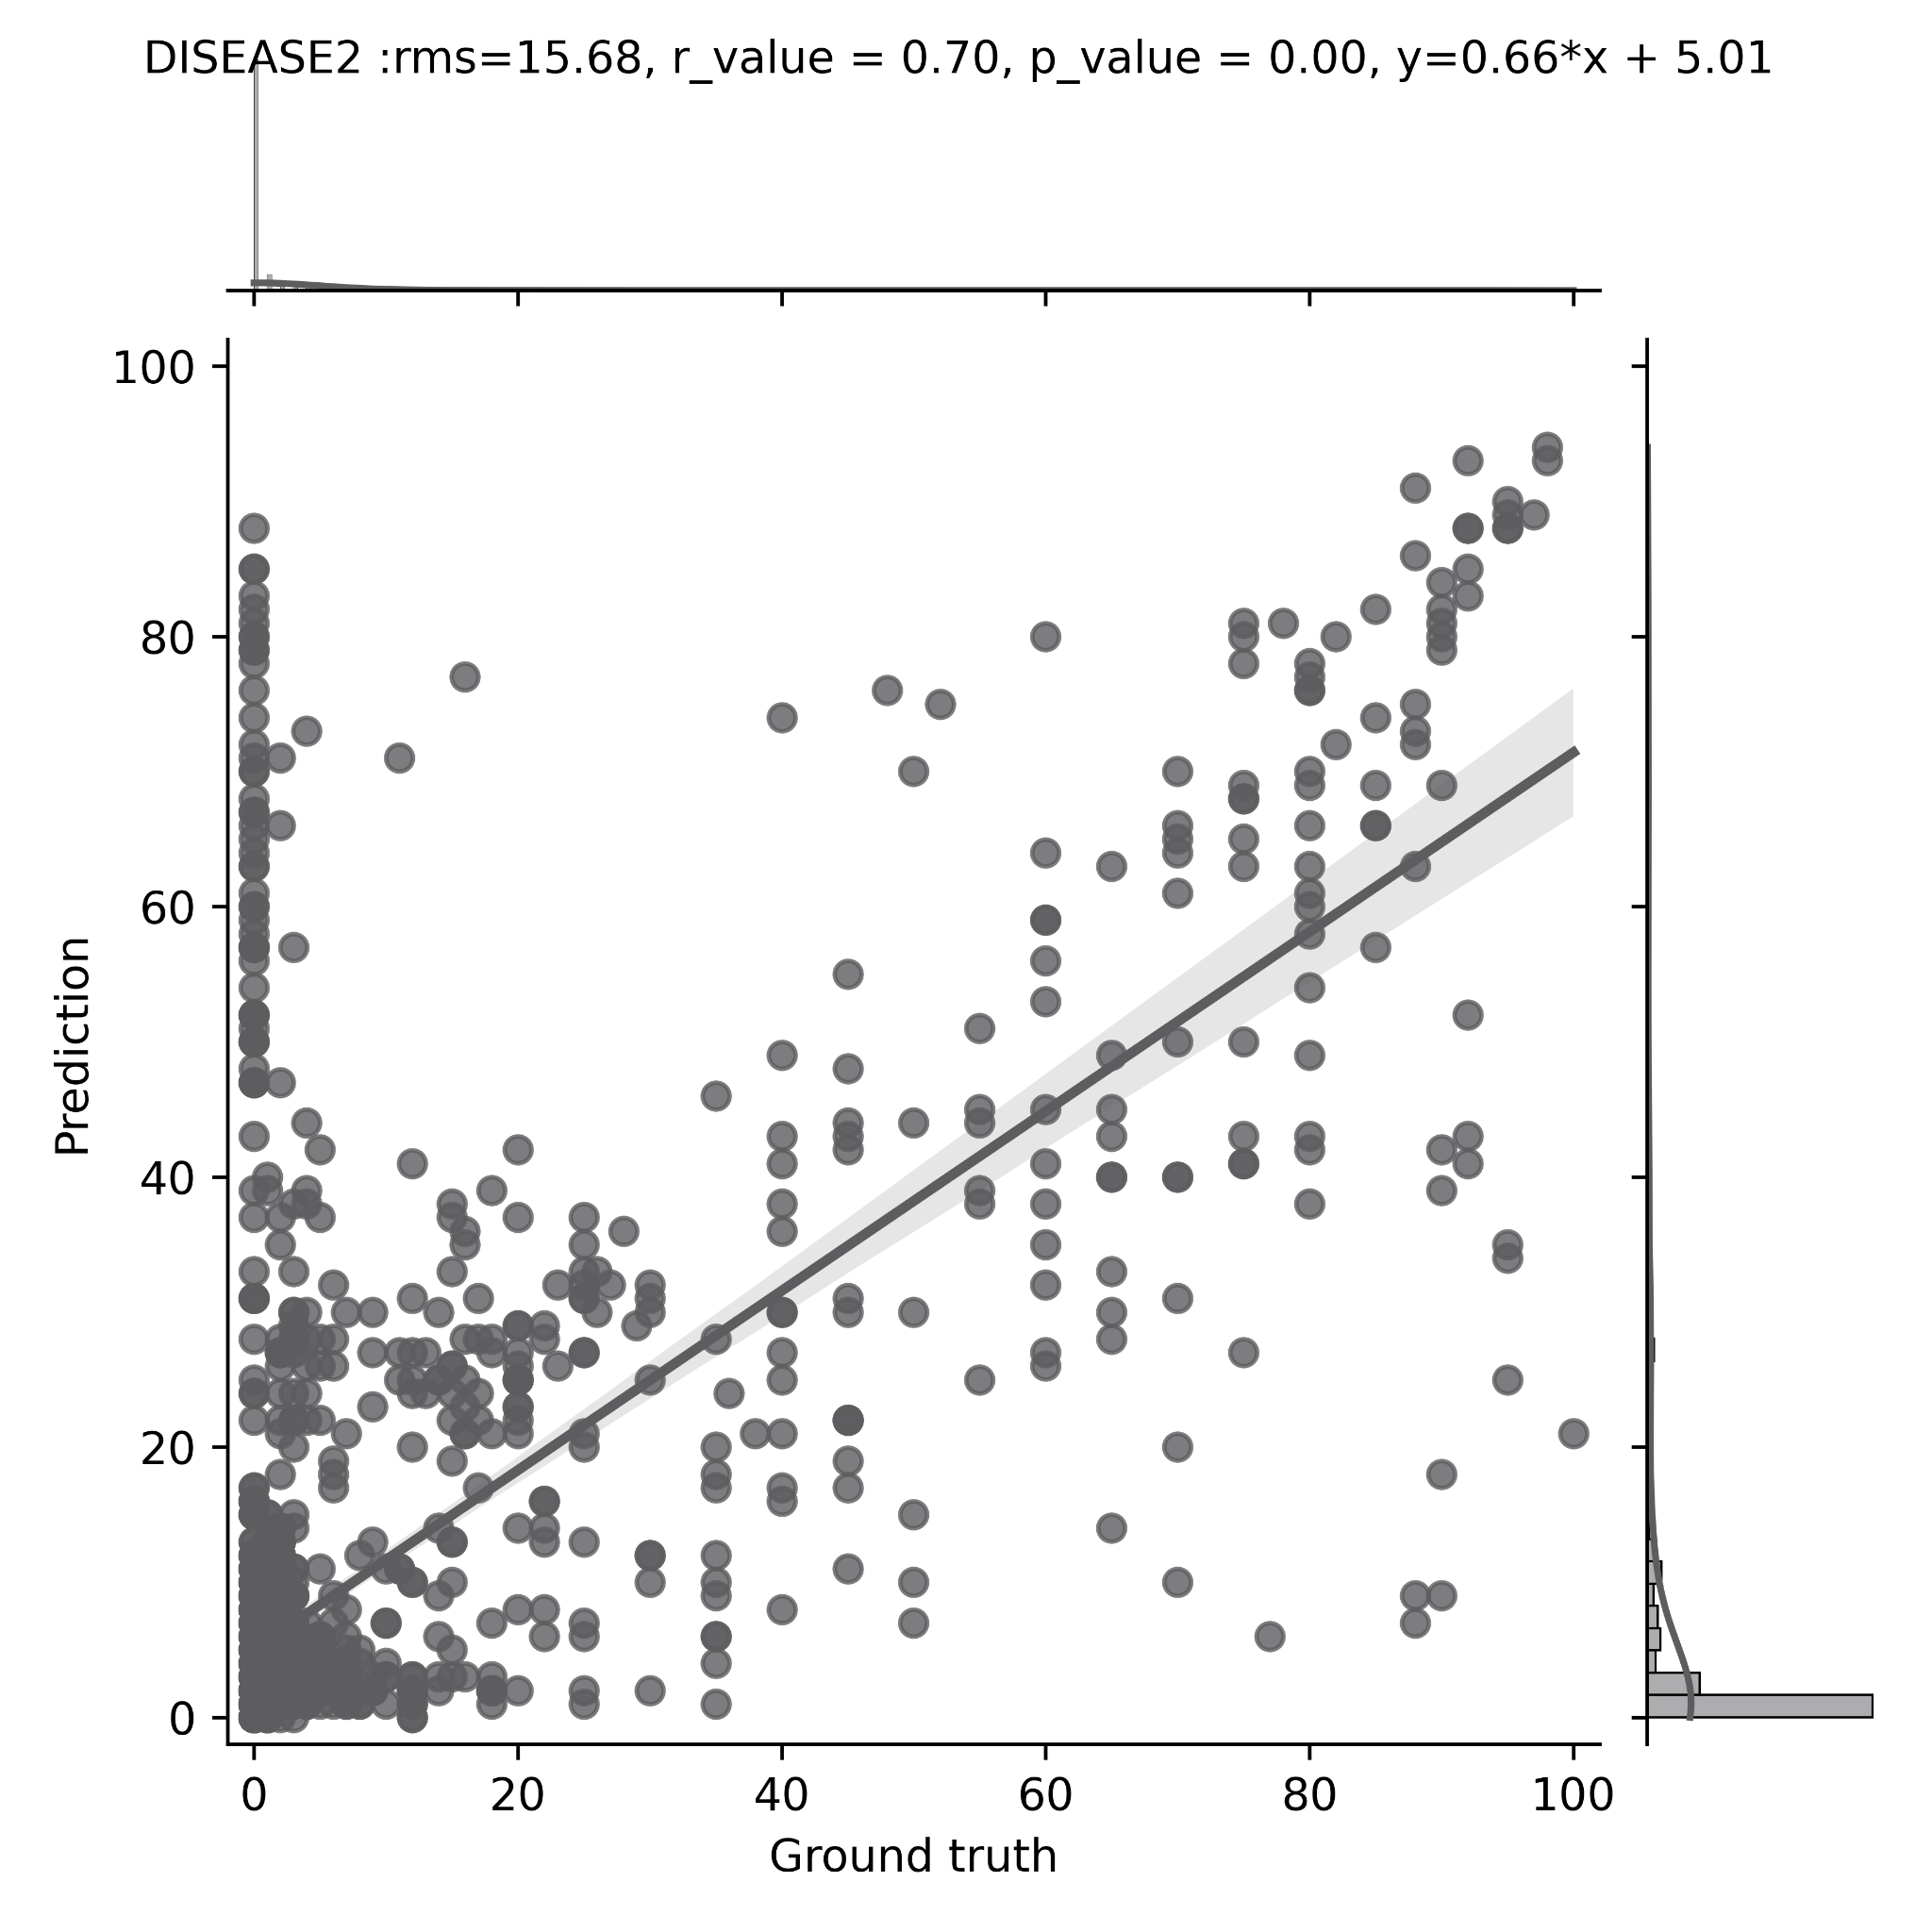 DISEASE2 :rms=15.68, r_value = 0.70, p_value = 0.00, y=0.66*x + 5.01
100
80
60
40
20
0
Prediction
0 20 40 60 80 100
Ground truth